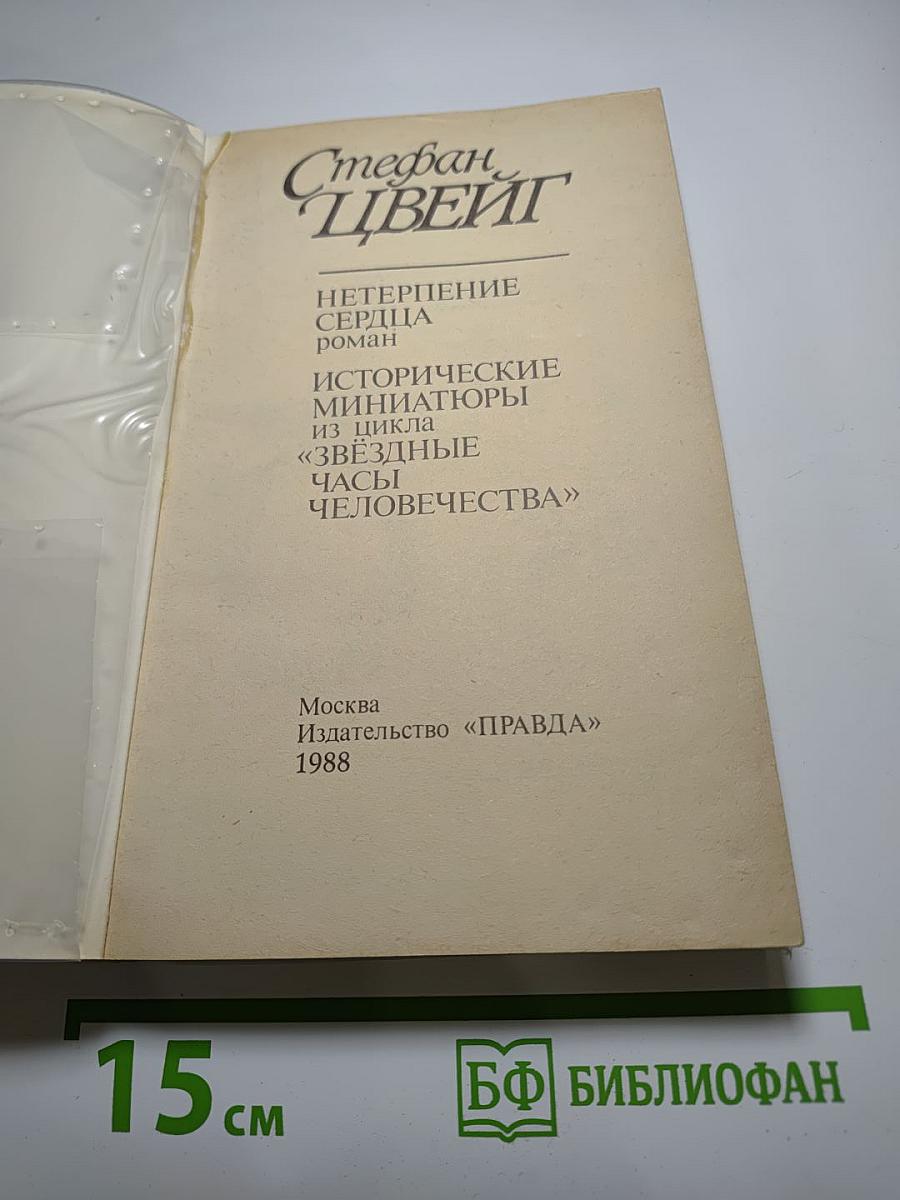 Стефан
ЦВЕЙГ
НЕТЕРПЕНИЕ
СЕРДЦА
роман
ИСТОРИЧЕСКИЕ
МИНИАТЮРЫ
из цикла
«ЗВЁЗДНЫЕ
ЧАСЫ
ЧЕЛОВЕЧЕСТВА»
Москва
Издательство «ПРАВДА»
1988
15 см
БФ БИБЛИОФАН